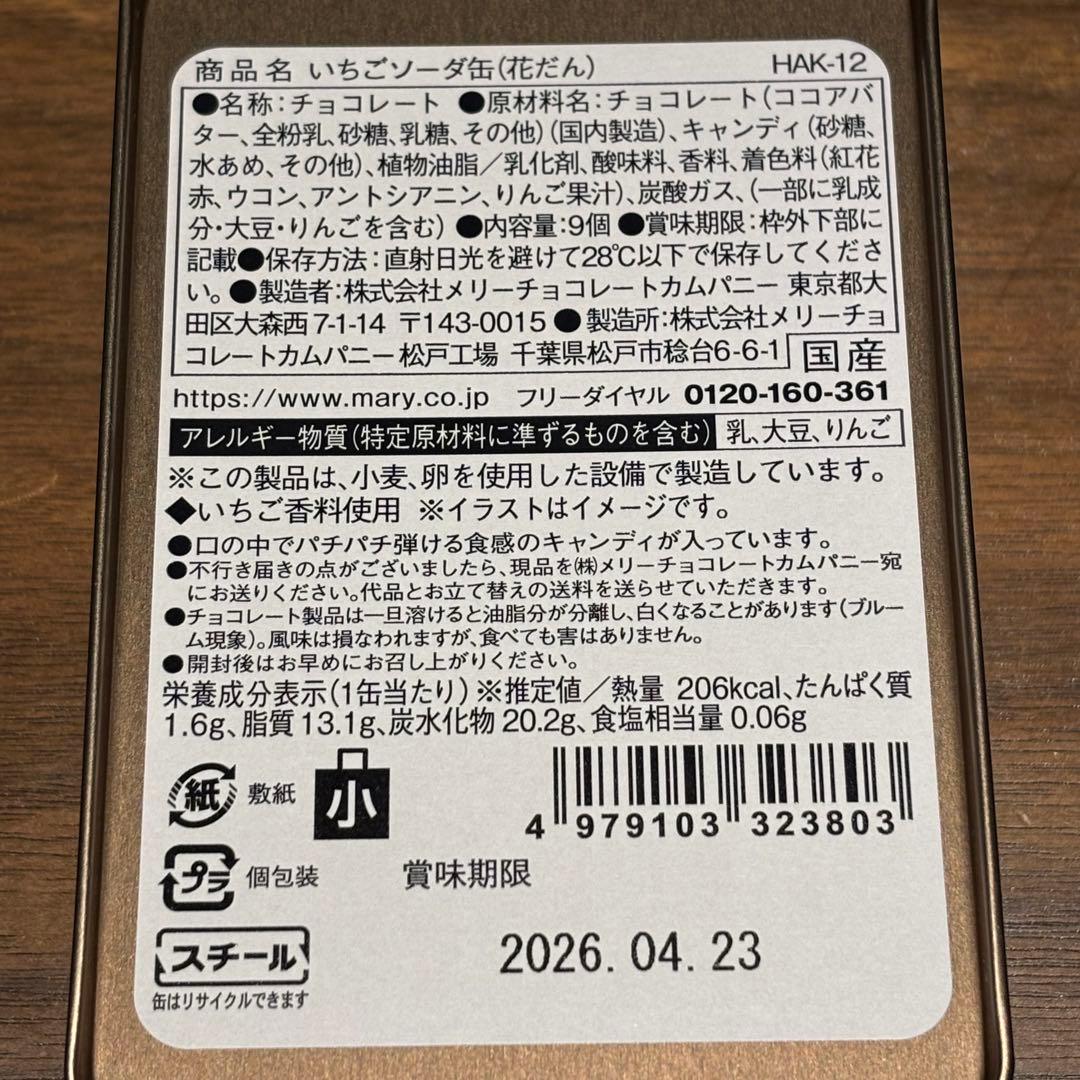 商品名 いちごソーダ缶(花だん) HAK-12
●名称:チョコレート ●原材料名:チョコレート(ココアバ
ター、全粉乳、砂糖、乳糖、その他)(国内製造)、キャンディ(砂糖、
水あめ、その他)、植物油脂/乳化剤、酸味料、香料、着色料(紅花
赤、ウコン、アントシアニン、りんご果汁)、炭酸ガス、(一部に乳成
分・大豆・りんごを含む) ●内容量:9個 ●賞味期限:枠外下部に
記載●保存方法:直射日光を避けて28℃以下で保存してくださ
い。●製造者:株式会社メリーチョコレートカムパニー 東京都大
田区大森西7-1-14 〒143-0015 ●製造所:株式会社メリーチョ
コレートカムパニー松戸工場 千葉県松戸市稔台6-6-1 国産
https://www.mary.co.jp フリーダイヤル 0120-160-361
アレルギー物質(特定原材料に準ずるものを含む) 乳、大豆、りんご
※この製品は、小麦、卵を使用した設備で製造しています。
◆いちご香料使用 ※イラストはイメージです。
●口の中でパチパチ弾ける食感のキャンディが入っています。
●不行き届きの点がございましたら、現品を(株)メリーチョコレートカムパニー宛
にお送りください。代品とお立て替えの送料を送らせていただきます。
●チョコレート製品は一旦溶けると油脂分が分離し、白くなることがあります(ブルー
ム現象)。風味は損なわれますが、食べても害はありません。
●開封後はお早めにお召し上がりください。
栄養成分表示(1缶当たり)※推定値/熱量 206kcal、たんぱく質
1.6g、脂質13.1g、炭水化物20.2g、食塩相当量0.06g
紙 敷紙 小
4 979103 323803
プラ 個包装 賞味期限
2026.04.23
スチール
缶はリサイクルできます